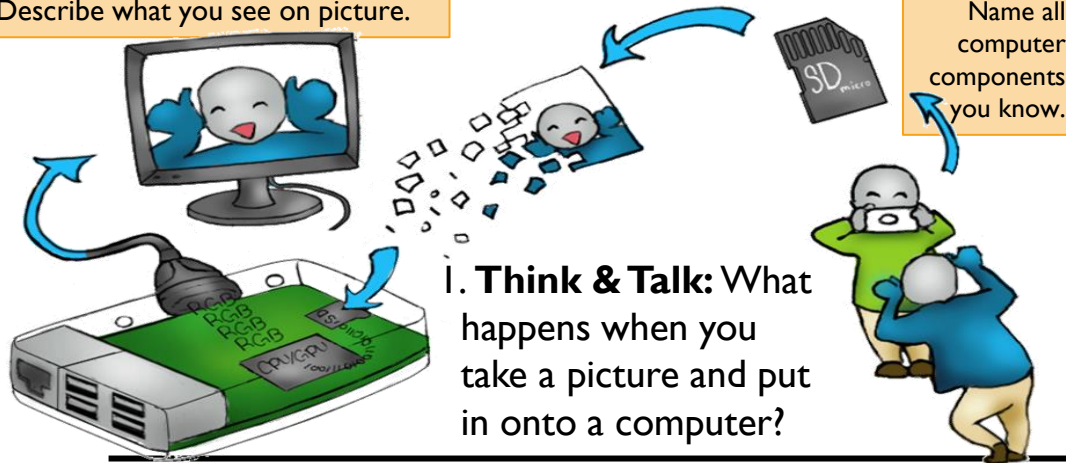 Describe what you see on picture.
Name all
computer
components
you know.
SD
micro
1. Think & Talk: What
happens when you
take a picture and put
in onto a computer?
RGB
RGB
RGB
RGB
CPU/GPU